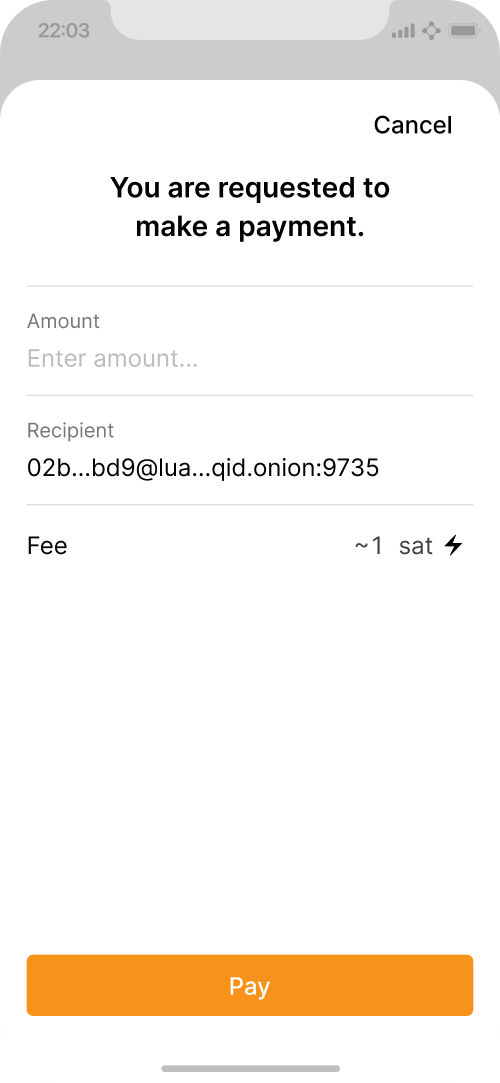 22:03
Cancel
You are requested to
make a payment.
Amount
Enter amount...
Recipient
02b...bd9@lua...qid.onion:9735
Fee ~1 sat
Pay